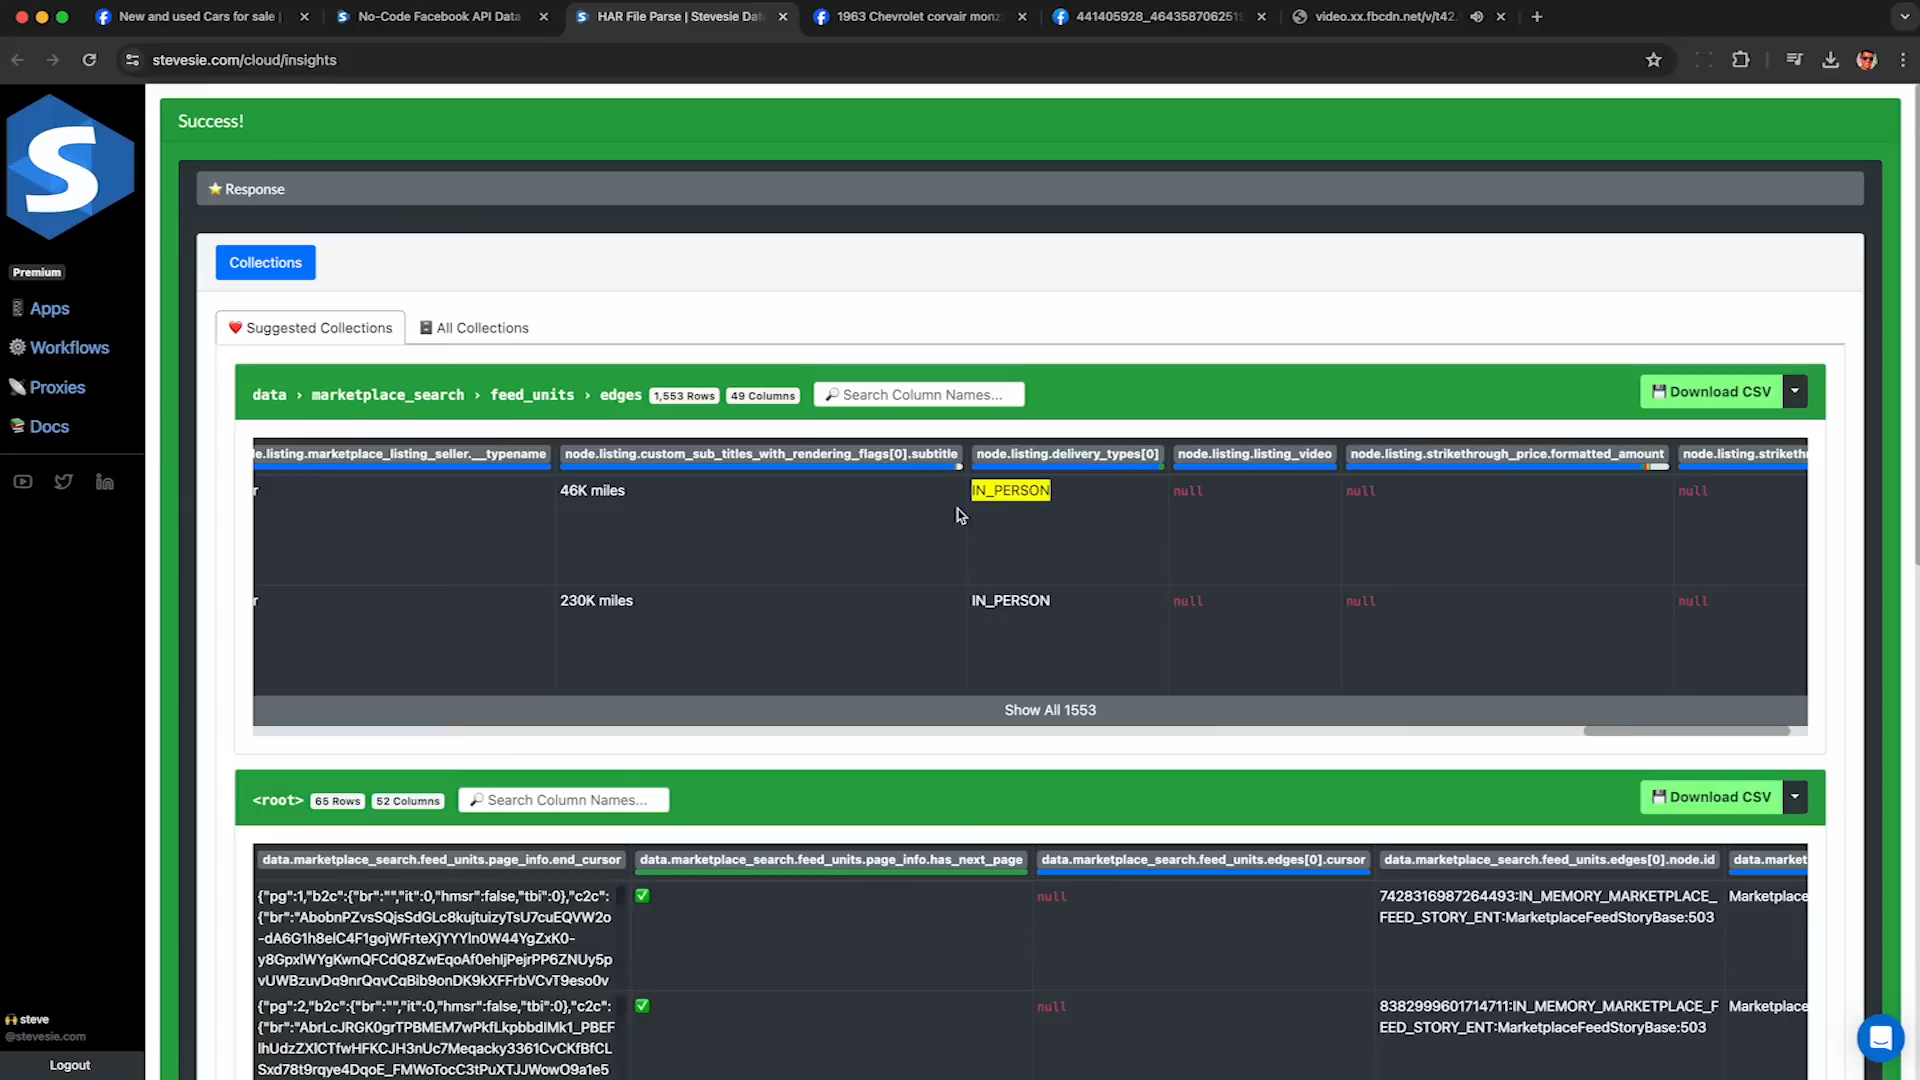 New and used Cars for sale
No-Code Facebook API Data
HAR File Parse | Stevesie Dat
1963 Chevrolet corvair monz
441405928_4643587062519
video.xx.fbcdn.net/v/t42.
stevesie.com/cloud/insights
S
Premium
Apps
Workflows
Proxies
Docs
steve
@stevesie.com
Logout
Success!
Response
Collections
Suggested Collections
All Collections
data › marketplace_search › feed_units › edges 1,553 Rows 49 Columns Search Column Names...
Download CSV
le.listing.marketplace_listing_seller.__typename node.listing.custom_sub_titles_with_rendering_flags[0].subtitle node.listing.delivery_types[0] node.listing.listing_video node.listing.strikethrough_price.formatted_amount node.listing.strikethr
r 46K miles IN_PERSON null null null
r 230K miles IN_PERSON null null null
Show All 1553
<root> 65 Rows 52 Columns Search Column Names...
Download CSV
data.marketplace_search.feed_units.page_info.end_cursor data.marketplace_search.feed_units.page_info.has_next_page data.marketplace_search.feed_units.edges[0].cursor data.marketplace_search.feed_units.edges[0].node.id data.market
{"pg":1,"b2c":{"br":"","it":0,"hmsr":false,"tbi":0},"c2c":
{"br":"AbobnPZvsSQjsSdGLc8kujtuizyTsU7cuEQVW2o
-dA6G1h8elC4F1gojWFrteXjYYYln0W44YgZxK0-
y8GpxlWYgKwnQFCdQ8ZwEqoAf0ehljPejrPP6ZNUy5p
vUWBzuvDq9nrQqvCqBib9onDK9kXFFrbVCvT9eso0v
null
7428316987264493:IN_MEMORY_MARKETPLACE_
FEED_STORY_ENT:MarketplaceFeedStoryBase:503
Marketplace
{"pg":2,"b2c":{"br":"","it":0,"hmsr":false,"tbi":0},"c2c":
{"br":"AbrLcJRGK0grTPBMEM7wPkfLkpbbdlMk1_PBEF
lhUdzZXlCTfwHFKCJH3nUc7Meqacky3361CvCKfBfCL
Sxd78t9rqye4DqoE_FMWoTocC3tPuXTJJWowO9a1e5
null
8382999601714711:IN_MEMORY_MARKETPLACE_F
EED_STORY_ENT:MarketplaceFeedStoryBase:503
Marketplace